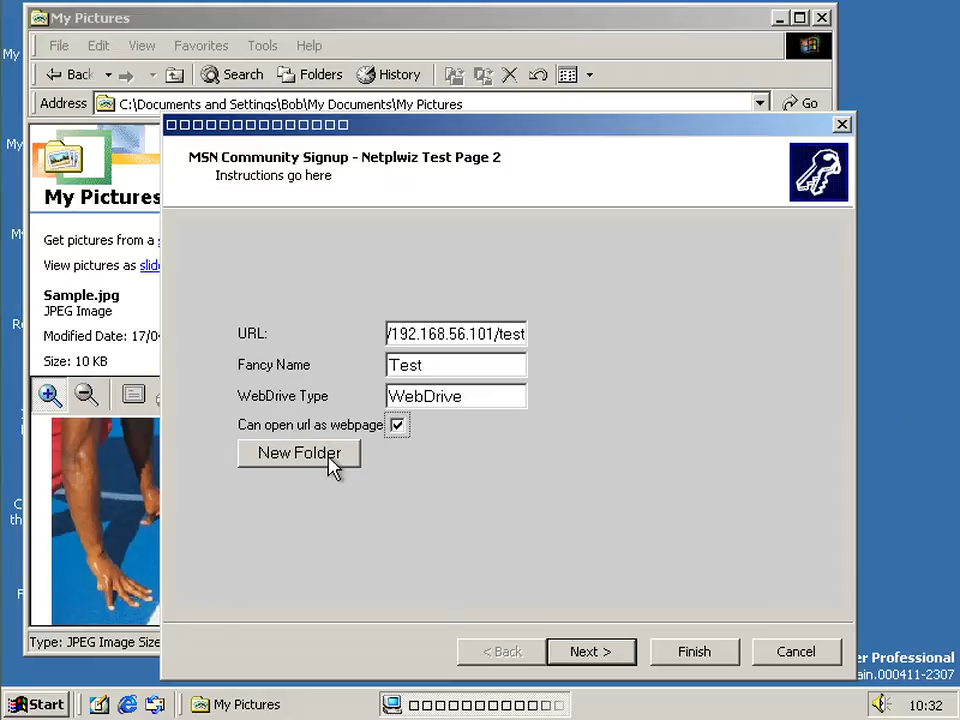 My Pictures
File Edit View Favorites Tools Help
Back Search Folders History
Address C:\Documents and Settings\Bob\My Documents\My Pictures Go
My Pictures
Get pictures from a
View pictures as
Sample.jpg
JPEG Image
Modified Date: 17/0
Size: 10 KB
Type: JPEG Image Size
MSN Community Signup - Netplwiz Test Page 2
Instructions go here
URL: /192.168.56.101/test
Fancy Name Test
WebDrive Type WebDrive
Can open url as webpage
New Folder
< Back Next > Finish Cancel
My
My
er Professional
ain.000411-2307
Start My Pictures 10:32